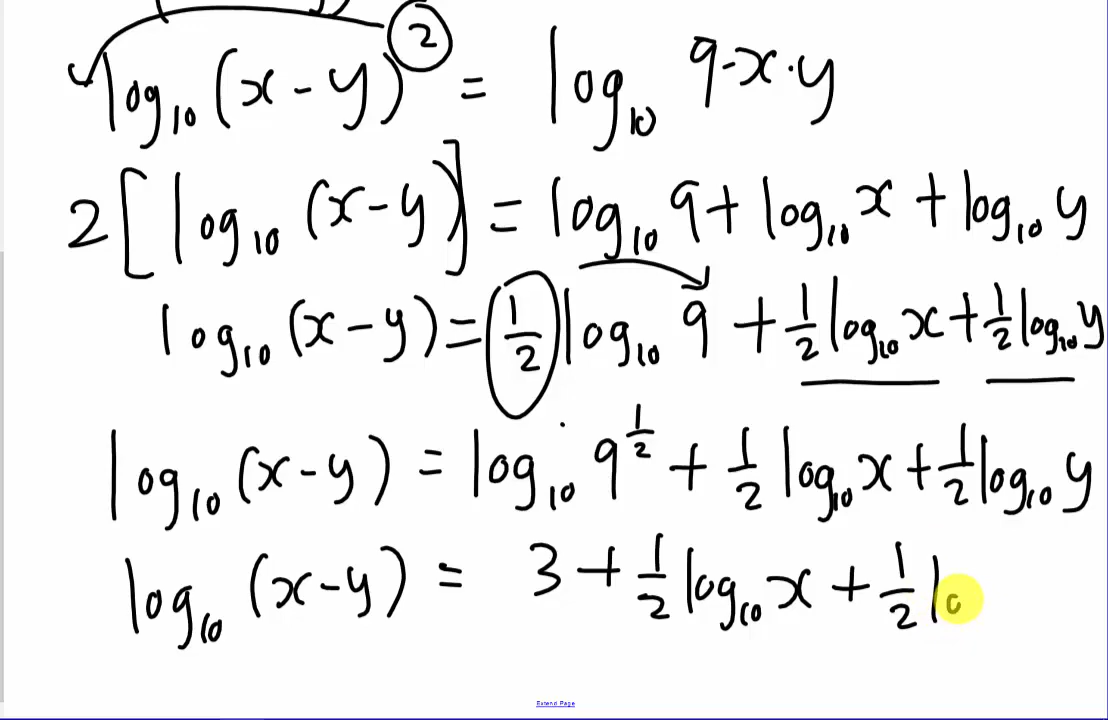 log₁₀ (x-y)² = log₁₀ 9·x·y
2[log₁₀ (x-y)] = log₁₀ 9 + log₁₀ x + log₁₀ y
log₁₀ (x-y) = ½ log₁₀ 9 + ½ log₁₀ x + ½ log₁₀ y
log₁₀ (x-y) = log₁₀ 9^½ + ½ log₁₀ x + ½ log₁₀ y
log₁₀ (x-y) = 3 + ½ log₁₀ x + ½ lo
Extend Page